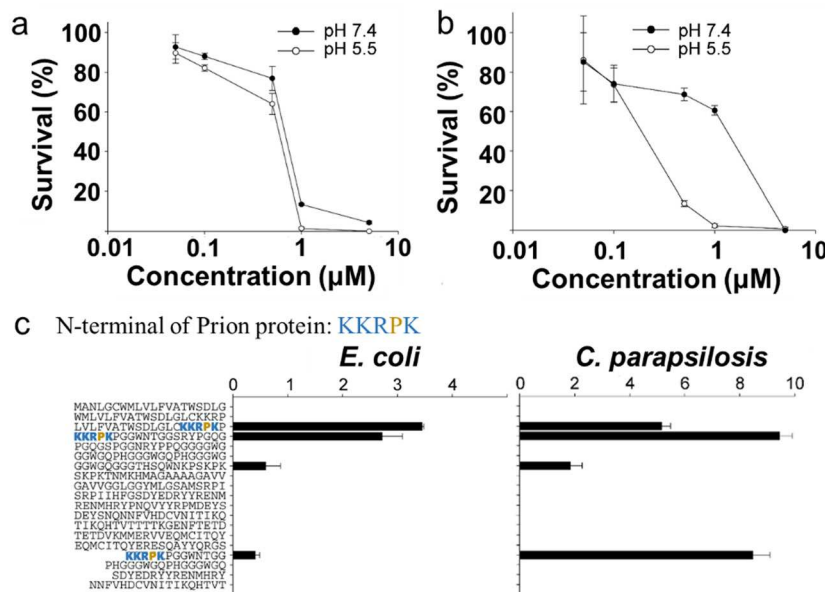 a
pH 7.4
pH 5.5
Survival (%)
100
80
60
40
20
0.01 0.1 1 10
Concentration (µM)
b
pH 7.4
pH 5.5
Survival (%)
100
80
60
40
20
0.01 0.1 1 10
Concentration (µM)
c N-terminal of Prion protein: KKRPK
E. coli C. parapsilosis
0 1 2 3 4 0 2 4 6 8 10
MANLGCWMLVLFVATWSDLG
WMLVLFVATWSDLGLCKKRP
LVLFVATWSDLGLCKKRPKP
KKRPKPGGWNTGGSRYPGQG
PGQGSPGGNRYPPQGGGGWG
GGWGQPHGGGWGQPHGGGWG
GGWGQGGGTHSQWNKPSKPK
SKPKTNMKHMAGAAAAGAVV
GAVVGGLGGYMLGSAMSRPI
SRPIIHFGSDYEDRYYRENM
RENMHRYPNQVYYRPMDEYS
DEYSNQNNFVHDCVNITIKQ
TIKQHTVTTTTKGENFTETD
TETDVKMMERVVEQMCITQY
EQMCITQYERESQAYYQRGS
KKRPKPGGWNTGG
PHGGGWGQPHGGGWGQ
SDYEDRYYRENMHRY
NNFVHDCVNITIKQHTVT